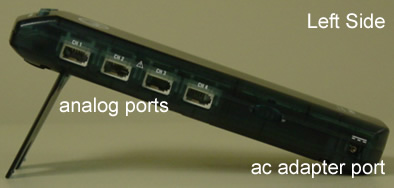 Left Side
CH 1
CH 2
CH 3
CH 4
analog ports
ac adapter port